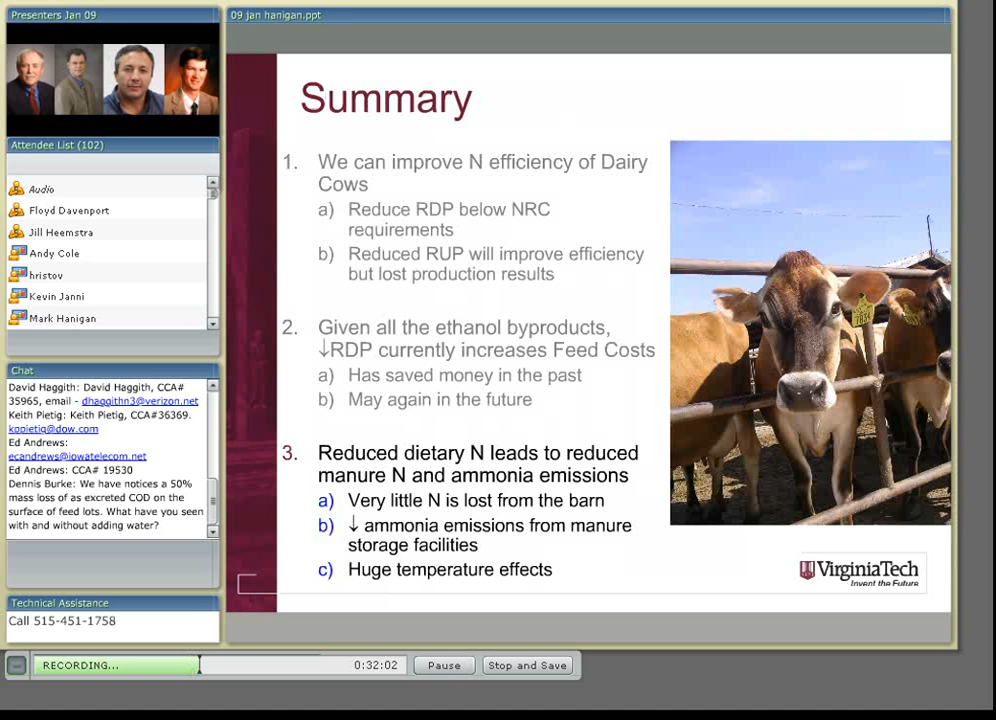 Presenters Jan 09
09 jan hanigan.ppt
Attendee List (102)
Audio
Floyd Davenport
Jill Heemstra
Andy Cole
hristov
Kevin Janni
Mark Hanigan
Chat
David Haggith: David Haggith, CCA#
35965, email - dhaggithn3@verizon.net
Keith Pietig: Keith Pietig, CCA#36369.
kopietig@dow.com
Ed Andrews:
ecandrews@iowatelecom.net
Ed Andrews: CCA# 19530
Dennis Burke: We have notices a 50%
mass loss of as excreted COD on the
surface of feed lots. What have you seen
with and without adding water?
Technical Assistance
Call 515-451-1758
Summary
1. We can improve N efficiency of Dairy
Cows
a) Reduce RDP below NRC
requirements
b) Reduced RUP will improve efficiency
but lost production results
2. Given all the ethanol byproducts,
↓RDP currently increases Feed Costs
a) Has saved money in the past
b) May again in the future
3. Reduced dietary N leads to reduced
manure N and ammonia emissions
a) Very little N is lost from the barn
b) ↓ ammonia emissions from manure
storage facilities
c) Huge temperature effects
VirginiaTech
Invent the Future
RECORDING...
0:32:02
Pause
Stop and Save